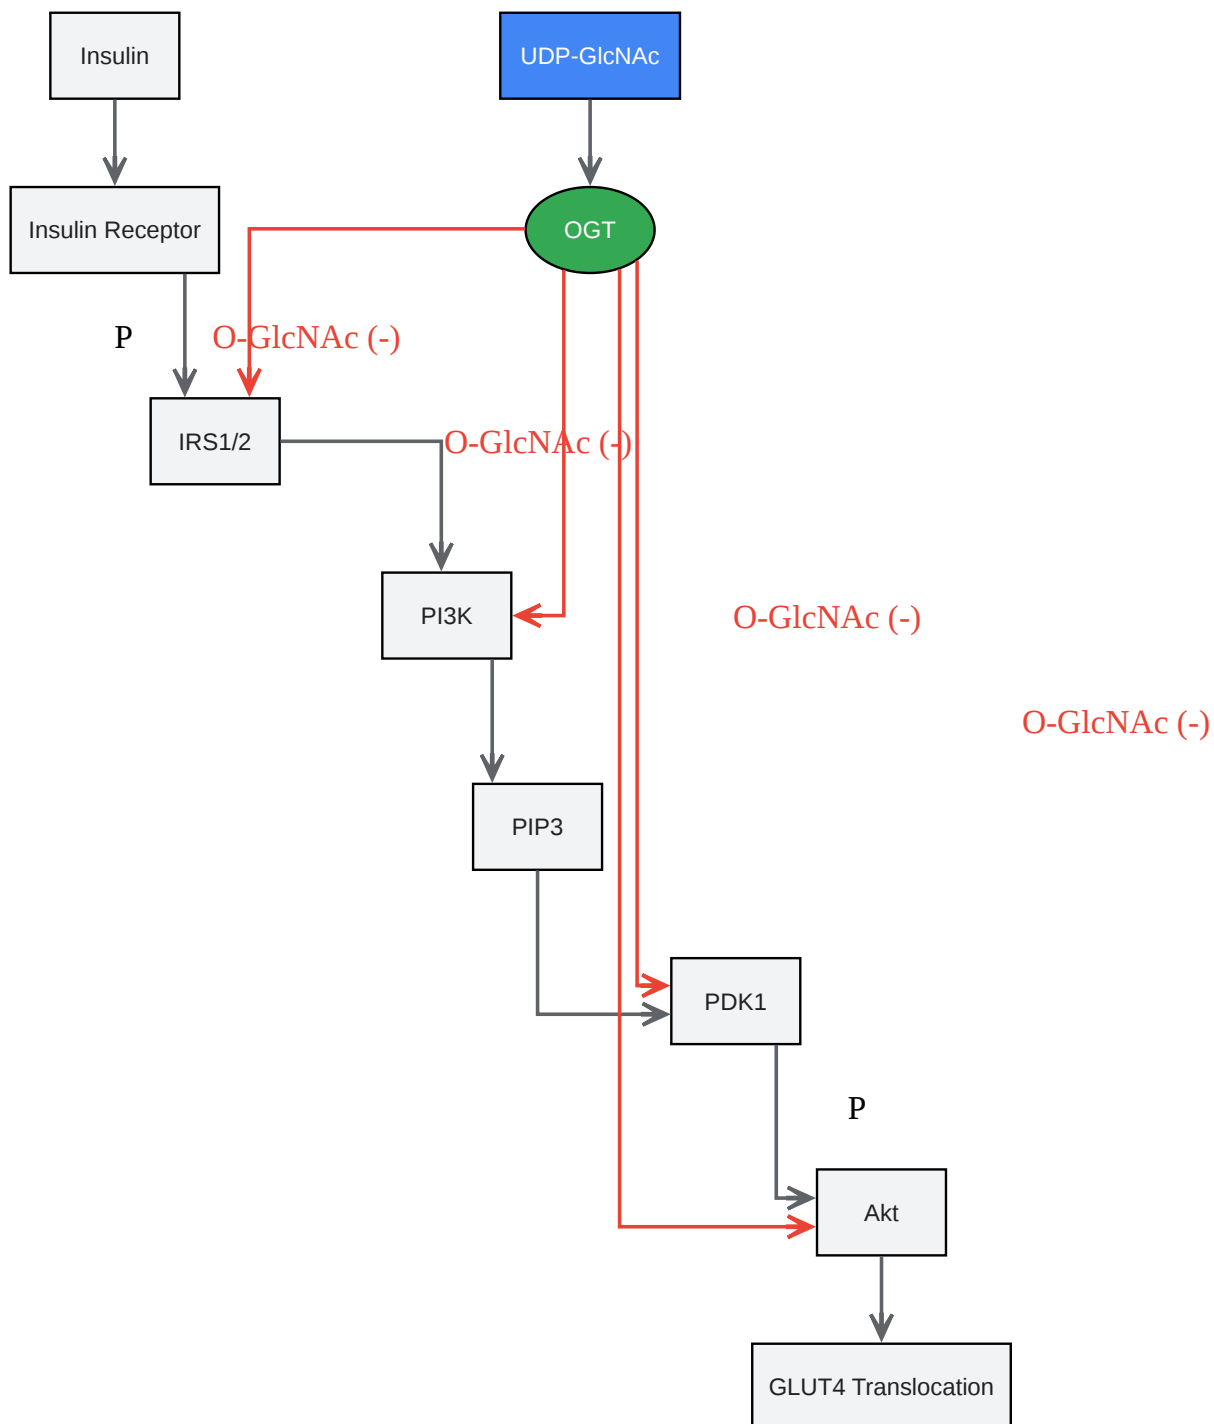 Insulin
UDP-GlcNAc
Insulin Receptor
OGT
P
O-GlcNAc (-)
IRS1/2
O-GlcNAc (-)
PI3K
O-GlcNAc (-)
O-GlcNAc (-)
PIP3
PDK1
P
Akt
GLUT4 Translocation